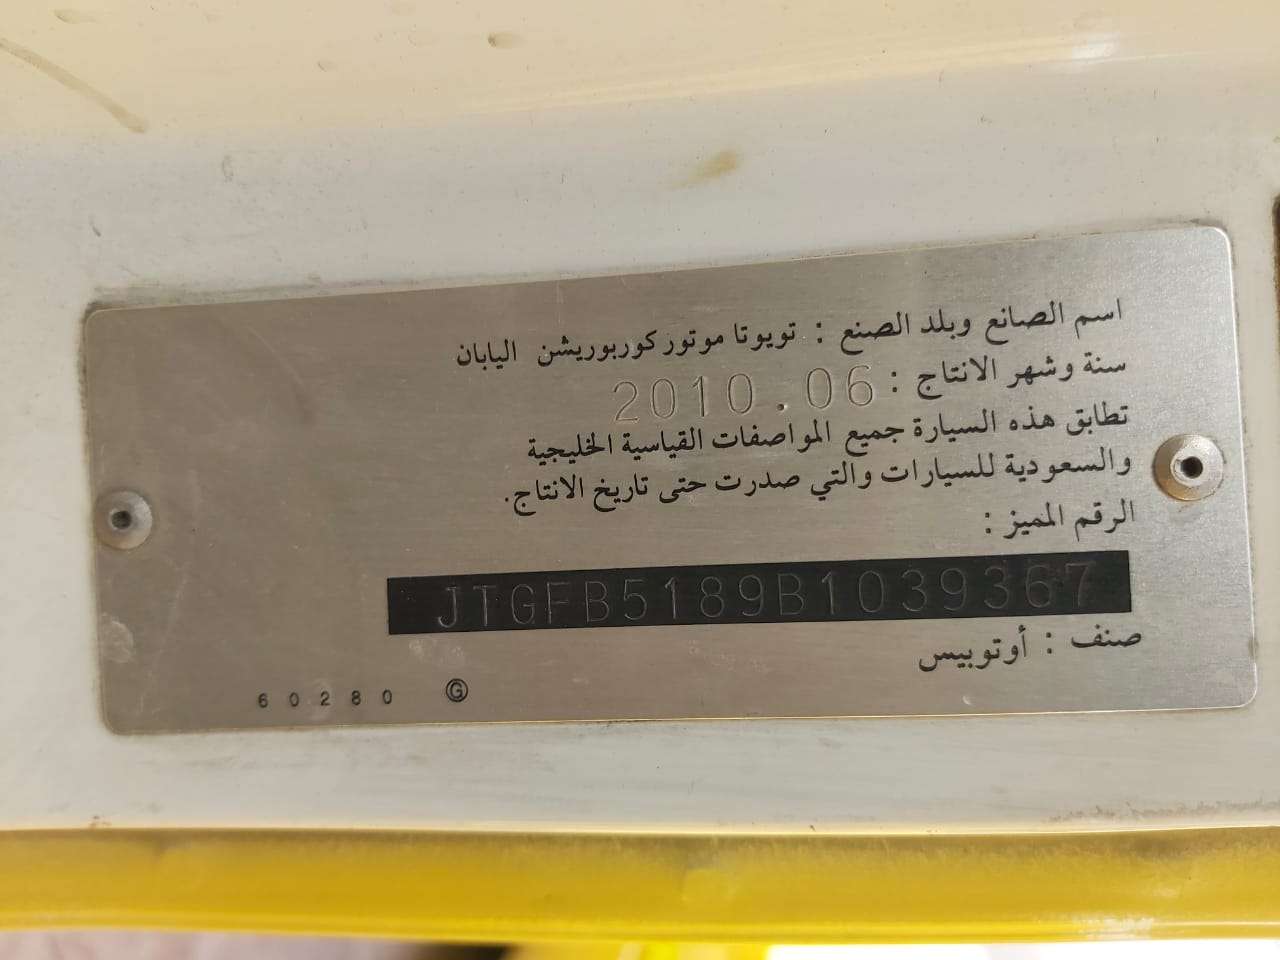 اسم الصانع وبلد الصنع : تويوتا موتور كوربوريشن اليابان
سنة وشهر الانتاج : 2010.06
تطابق هذه السيارة جميع المواصفات القياسية الخليجية
والسعودية للسيارات والتي صدرت حتى تاريخ الانتاج.
الرقم المميز :
JTGFB5189B1039367
صنف : أوتوبيس
60280 Ⓖ